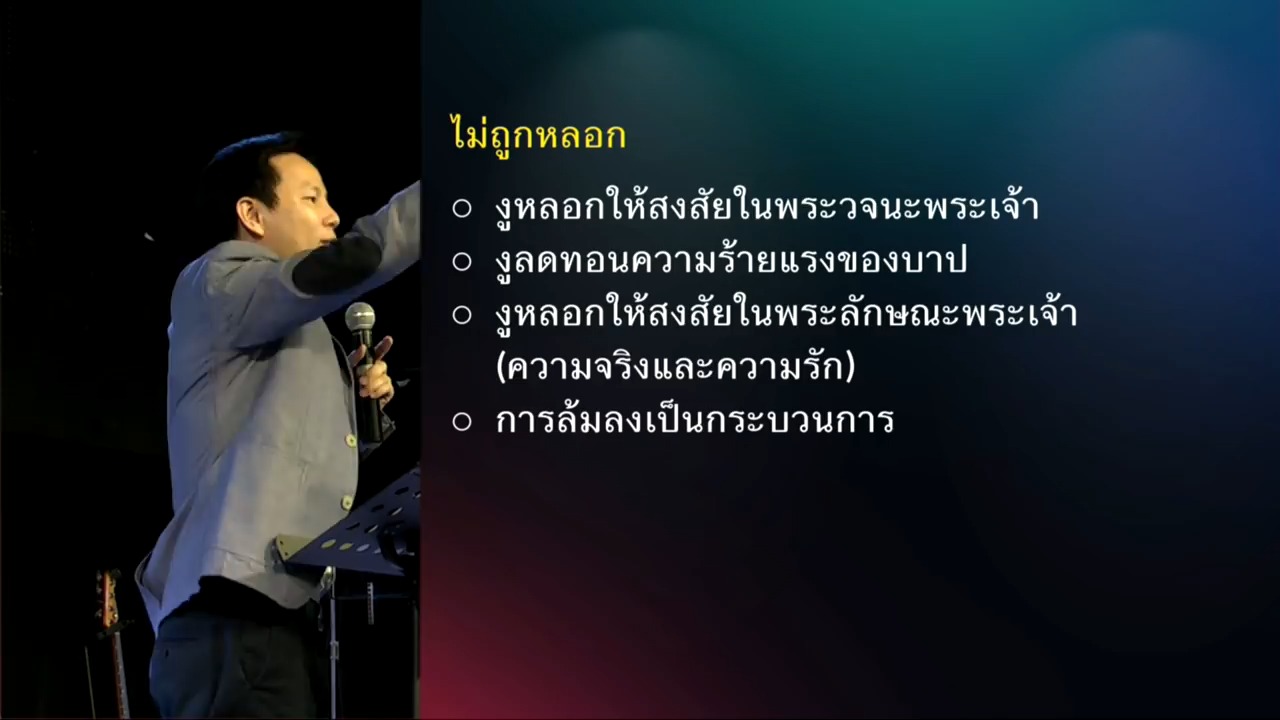 ไม่ถูกหลอก
○ งูหลอกให้สงสัยในพระวจนะพระเจ้า
○ งูลดทอนความร้ายแรงของบาป
○ งูหลอกให้สงสัยในพระลักษณะพระเจ้า
(ความจริงและความรัก)
○ การล้มลงเป็นกระบวนการ